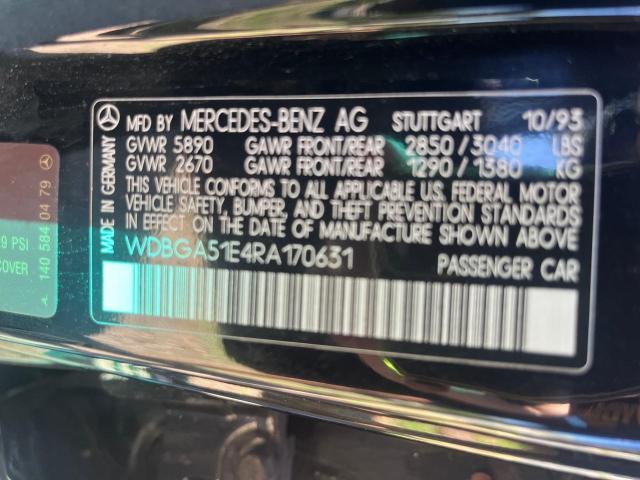 MFD BY MERCEDES-BENZ AG STUTTGART 10/93
GVWR 5890 GAWR FRONT/REAR 2850/3040 LBS
GVWR 2670 GAWR FRONT/REAR 1290/1380 KG
THIS VEHICLE CONFORMS TO ALL APPLICABLE U.S. FEDERAL MOTOR
VEHICLE SAFETY, BUMPER, AND THEFT PREVENTION STANDARDS
IN EFFECT ON THE DATE OF MANUFACTURE SHOWN ABOVE
WDBGA51E4RA170631 PASSENGER CAR
MADE IN GERMANY
140 584 04 79
9 PSI
COVER